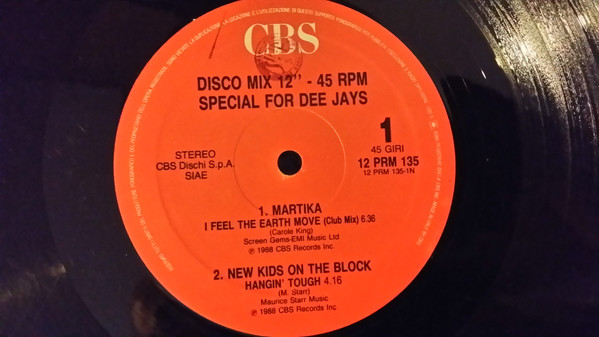 CBS
DISCO MIX 12" - 45 RPM
SPECIAL FOR DEE JAYS
STEREO
CBS Dischi S.p.A.
SIAE
1
45 GIRI
12 PRM 135
12 PRM 135-1N
1. MARTIKA
I FEEL THE EARTH MOVE (Club Mix) 6.36
(Carole King)
Screen Gems-EMI Music Ltd
℗ 1988 CBS Records Inc.
2. NEW KIDS ON THE BLOCK
HANGIN' TOUGH 4.16
(M. Starr)
Maurice Starr Music
℗ 1988 CBS Records Inc.